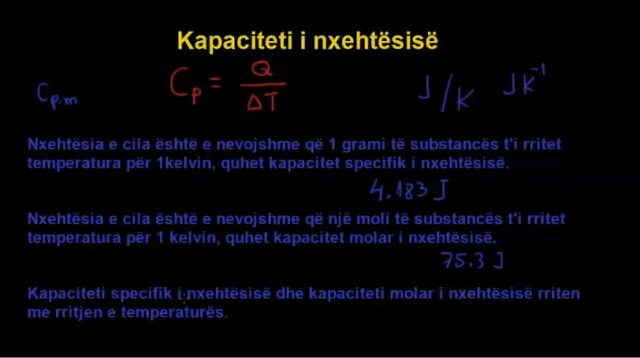 Kapaciteti i nxehtësisë
C_{p.m} C_p = Q/ΔT J/K JK⁻¹
Nxehtësia e cila është e nevojshme që 1 grami të substancës t'i rritet
temperatura për 1kelvin, quhet kapacitet specifik i nxehtësisë.
4.183 J
Nxehtësia e cila është e nevojshme që një moli të substancës t'i rritet
temperatura për 1 kelvin, quhet kapacitet molar i nxehtësisë.
75.3 J
Kapaciteti specifik i nxehtësisë dhe kapaciteti molar i nxehtësisë rriten
me rritjen e temperaturës.